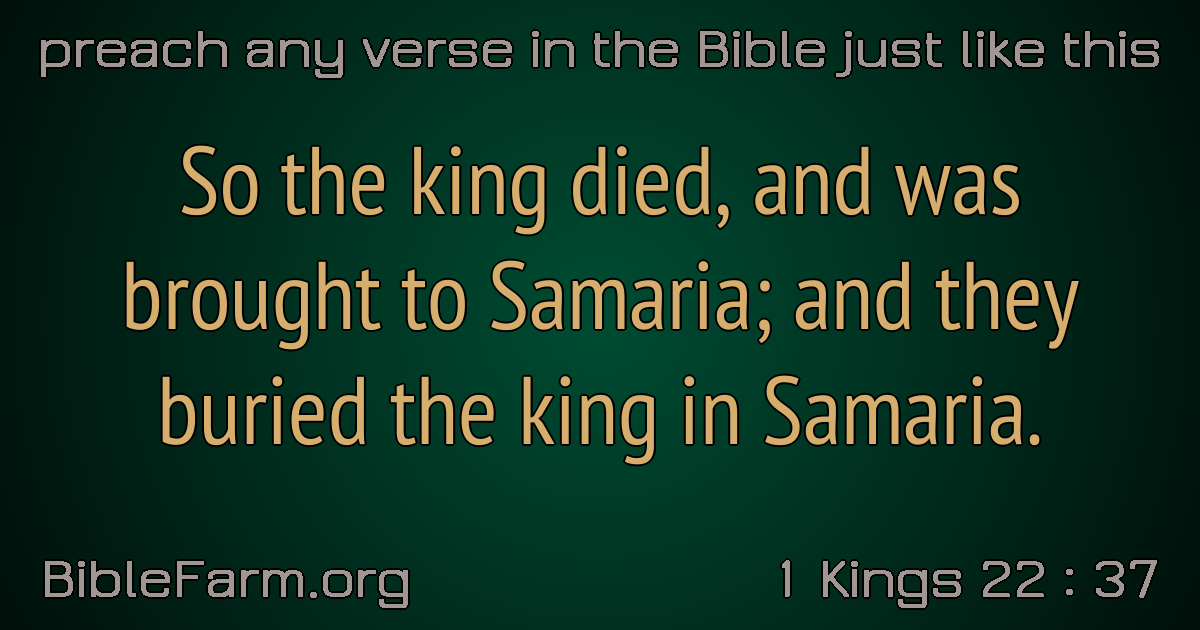 preach any verse in the Bible just like this
So the king died, and was
brought to Samaria; and they
buried the king in Samaria.
BibleFarm.org
1 Kings 22 : 37